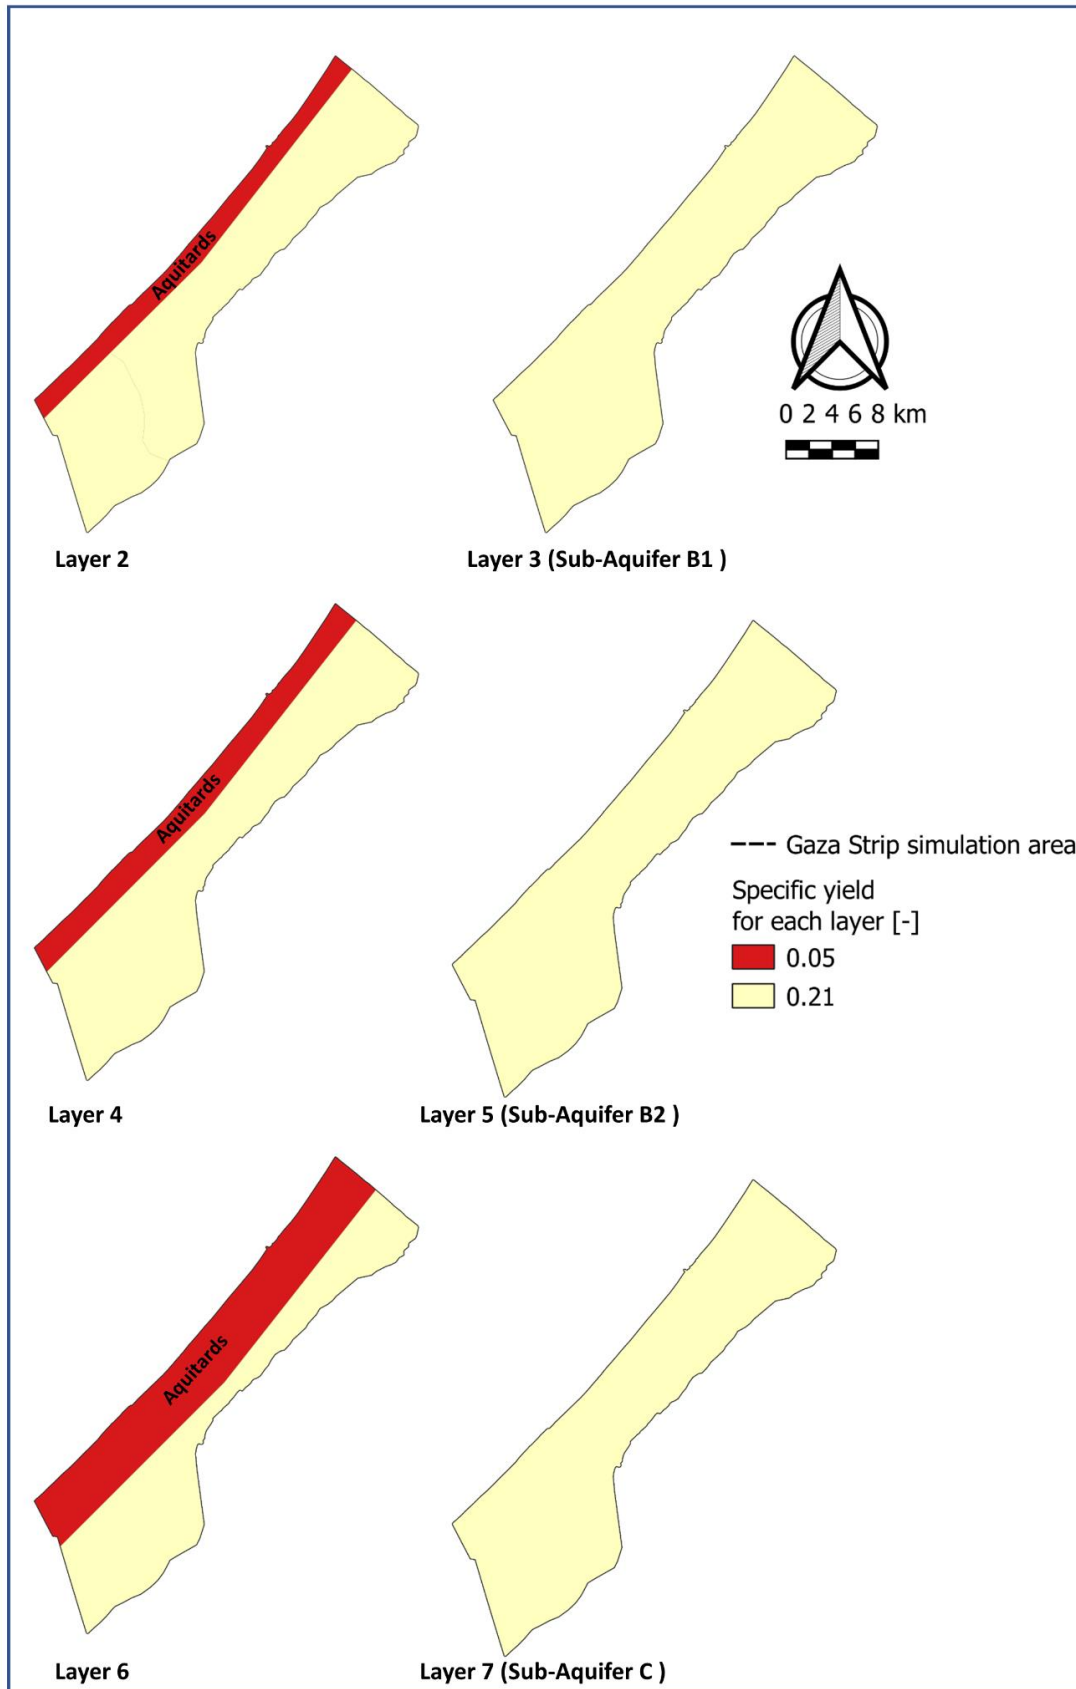 Aquitards
0 2 4 6 8 km
Layer 2
Layer 3 (Sub-Aquifer B1 )
Aquitards
Gaza Strip simulation area
Specific yield
for each layer [-]
0.05
0.21
Layer 4
Layer 5 (Sub-Aquifer B2 )
Aquitards
Layer 6
Layer 7 (Sub-Aquifer C )